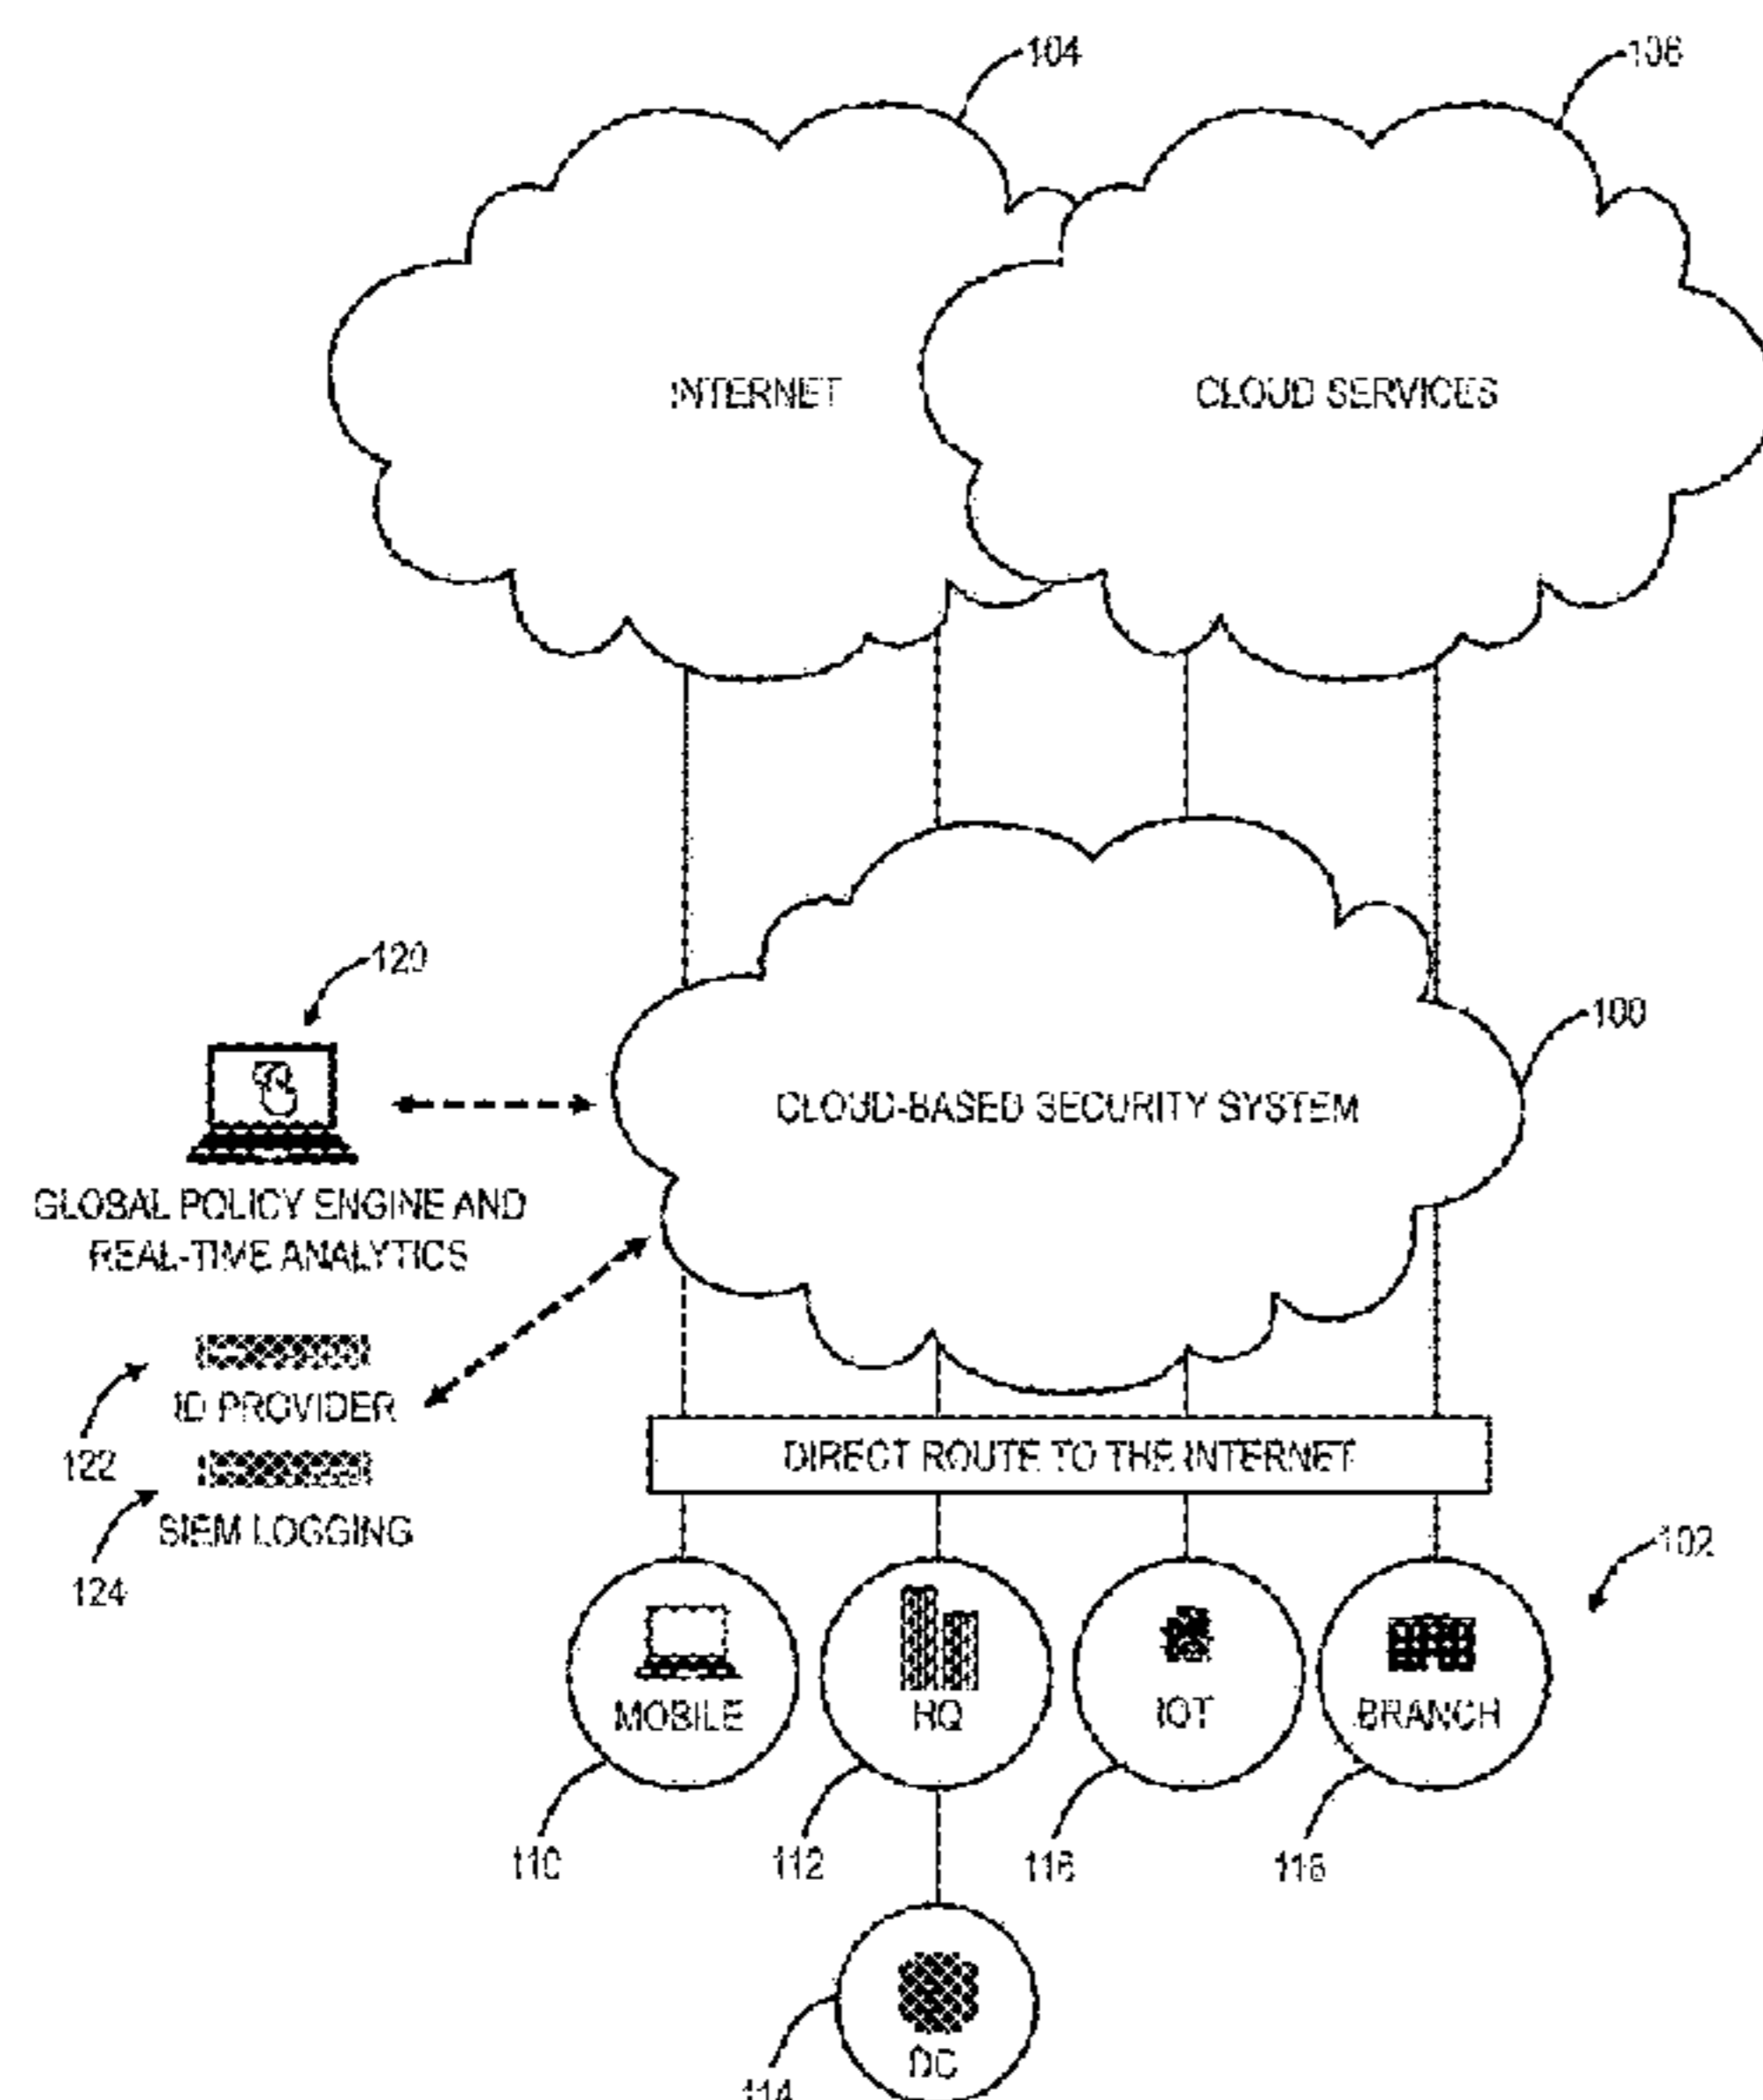 104
106
INTERNET
CLOUD SERVICES
120
100
CLOUD-BASED SECURITY SYSTEM
GLOBAL POLICY ENGINE AND
REAL-TIME ANALYTICS
ID PROVIDER
122
DIRECT ROUTE TO THE INTERNET
SIEM LOGGING
124
102
MOBILE
HQ
IOT
BRANCH
110
112
116
118
DC
114